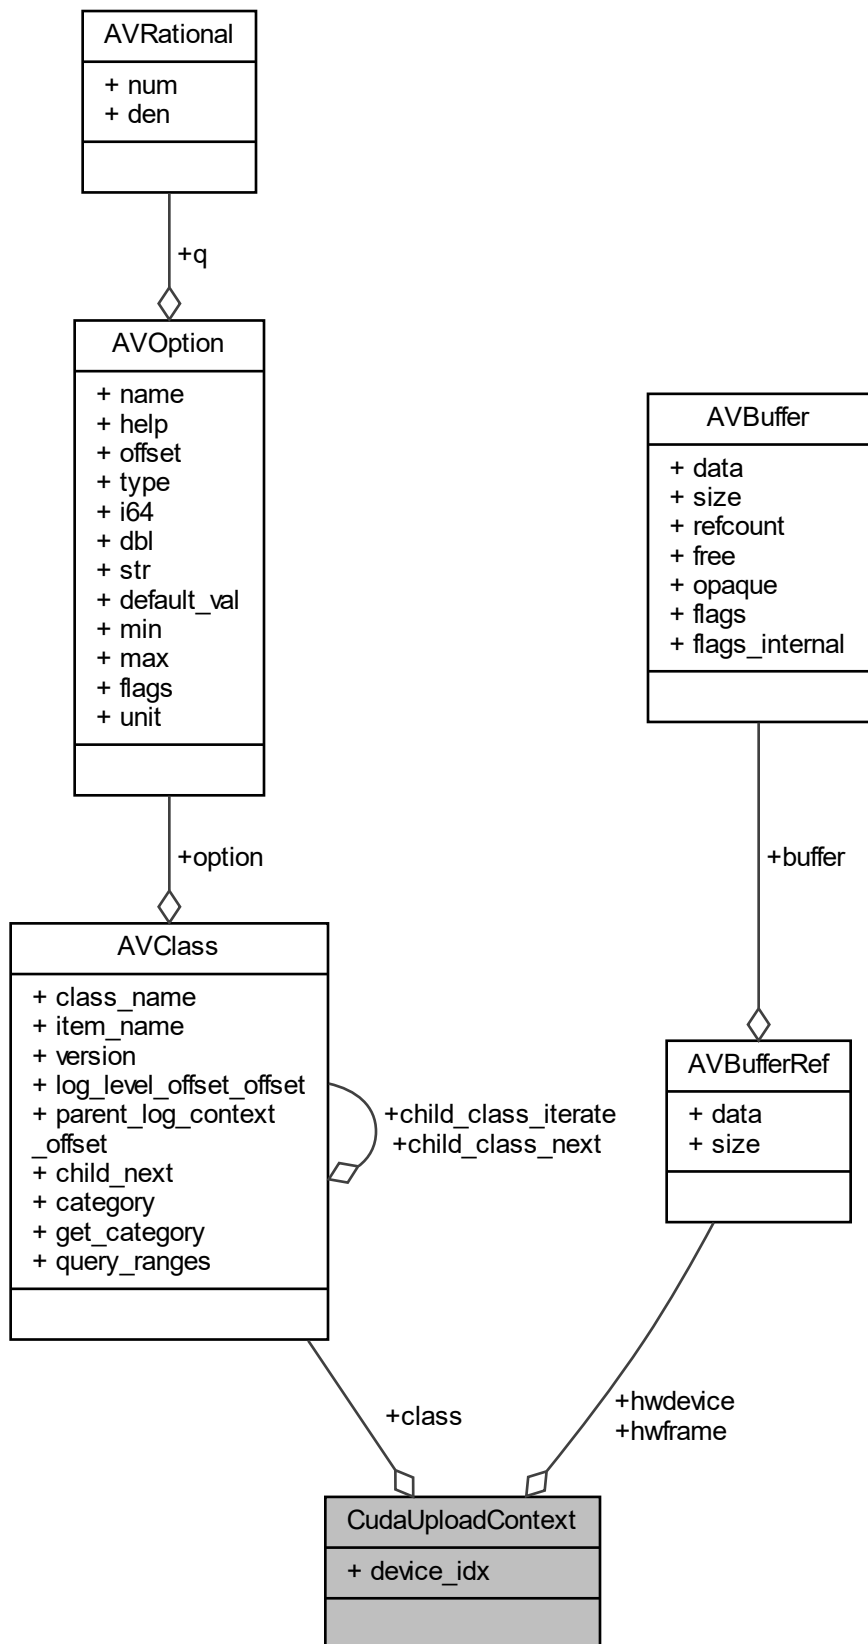 AVRational
+ num
+ den
+q
AVOption
+ name
+ help
+ offset
+ type
+ i64
+ dbl
+ str
+ default_val
+ min
+ max
+ flags
+ unit
AVBuffer
+ data
+ size
+ refcount
+ free
+ opaque
+ flags
+ flags_internal
+option
+buffer
AVClass
+ class_name
+ item_name
+ version
+ log_level_offset_offset
+ parent_log_context
_offset
+ child_next
+ category
+ get_category
+ query_ranges
+child_class_iterate
+child_class_next
AVBufferRef
+ data
+ size
+class
+hwdevice
+hwframe
CudaUploadContext
+ device_idx